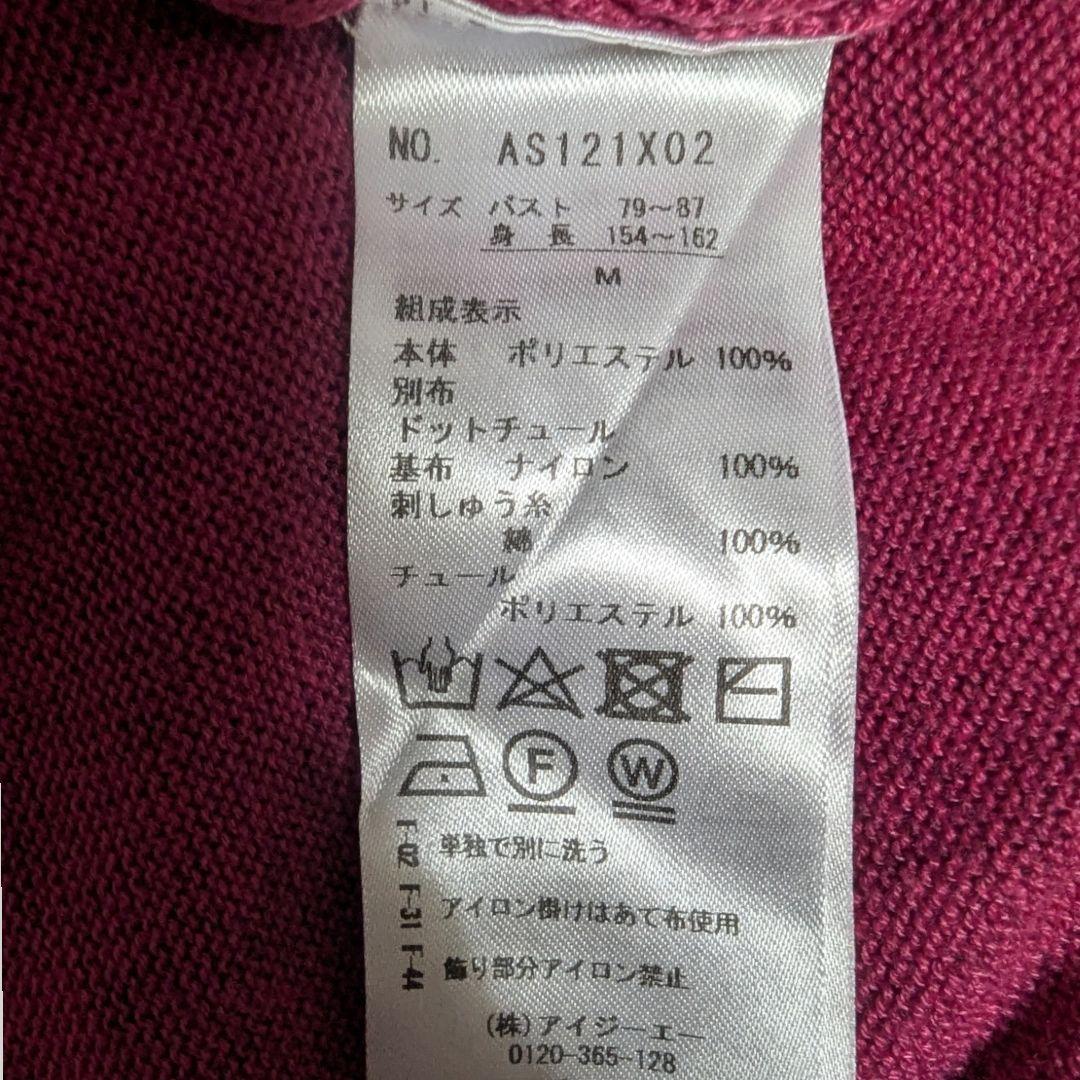 NO. AS121X02
サイズ バスト 79～87
身長 154～162
M
組成表示
本体 ポリエステル 100%
別布
ドットチュール
基布 ナイロン 100%
刺しゅう糸
綿 100%
チュール
ポリエステル 100%
F
W
単独で別に洗う
アイロン掛けはあて布使用
飾り部分アイロン禁止
F-07 F-31 F-44
(株)アイジーエー
0120-365-128